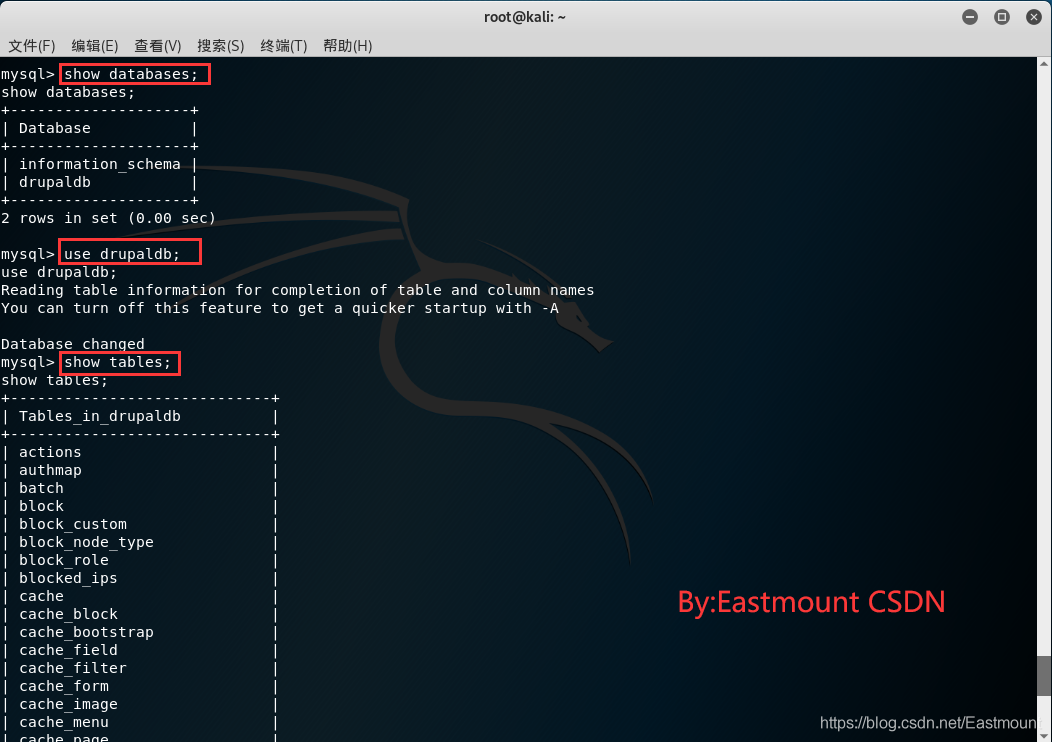 root@kali: ~
文件(F) 编辑(E) 查看(V) 搜索(S) 终端(T) 帮助(H)
mysql> show databases;
show databases;
+--------------------+
| Database           |
+--------------------+
| information_schema |
| drupaldb           |
+--------------------+
2 rows in set (0.00 sec)
mysql> use drupaldb;
use drupaldb;
Reading table information for completion of table and column names
You can turn off this feature to get a quicker startup with -A
Database changed
mysql> show tables;
show tables;
+-----------------------------+
| Tables_in_drupaldb          |
+-----------------------------+
| actions                     |
| authmap                     |
| batch                       |
| block                       |
| block_custom                |
| block_node_type             |
| block_role                  |
| blocked_ips                 |
| cache                       |
| cache_block                 |
| cache_bootstrap             |
| cache_field                 |
| cache_filter                |
| cache_form                  |
| cache_image                 |
| cache_menu                  |
| cache_page                  |
By:Eastmount CSDN
https://blog.csdn.net/Eastmount